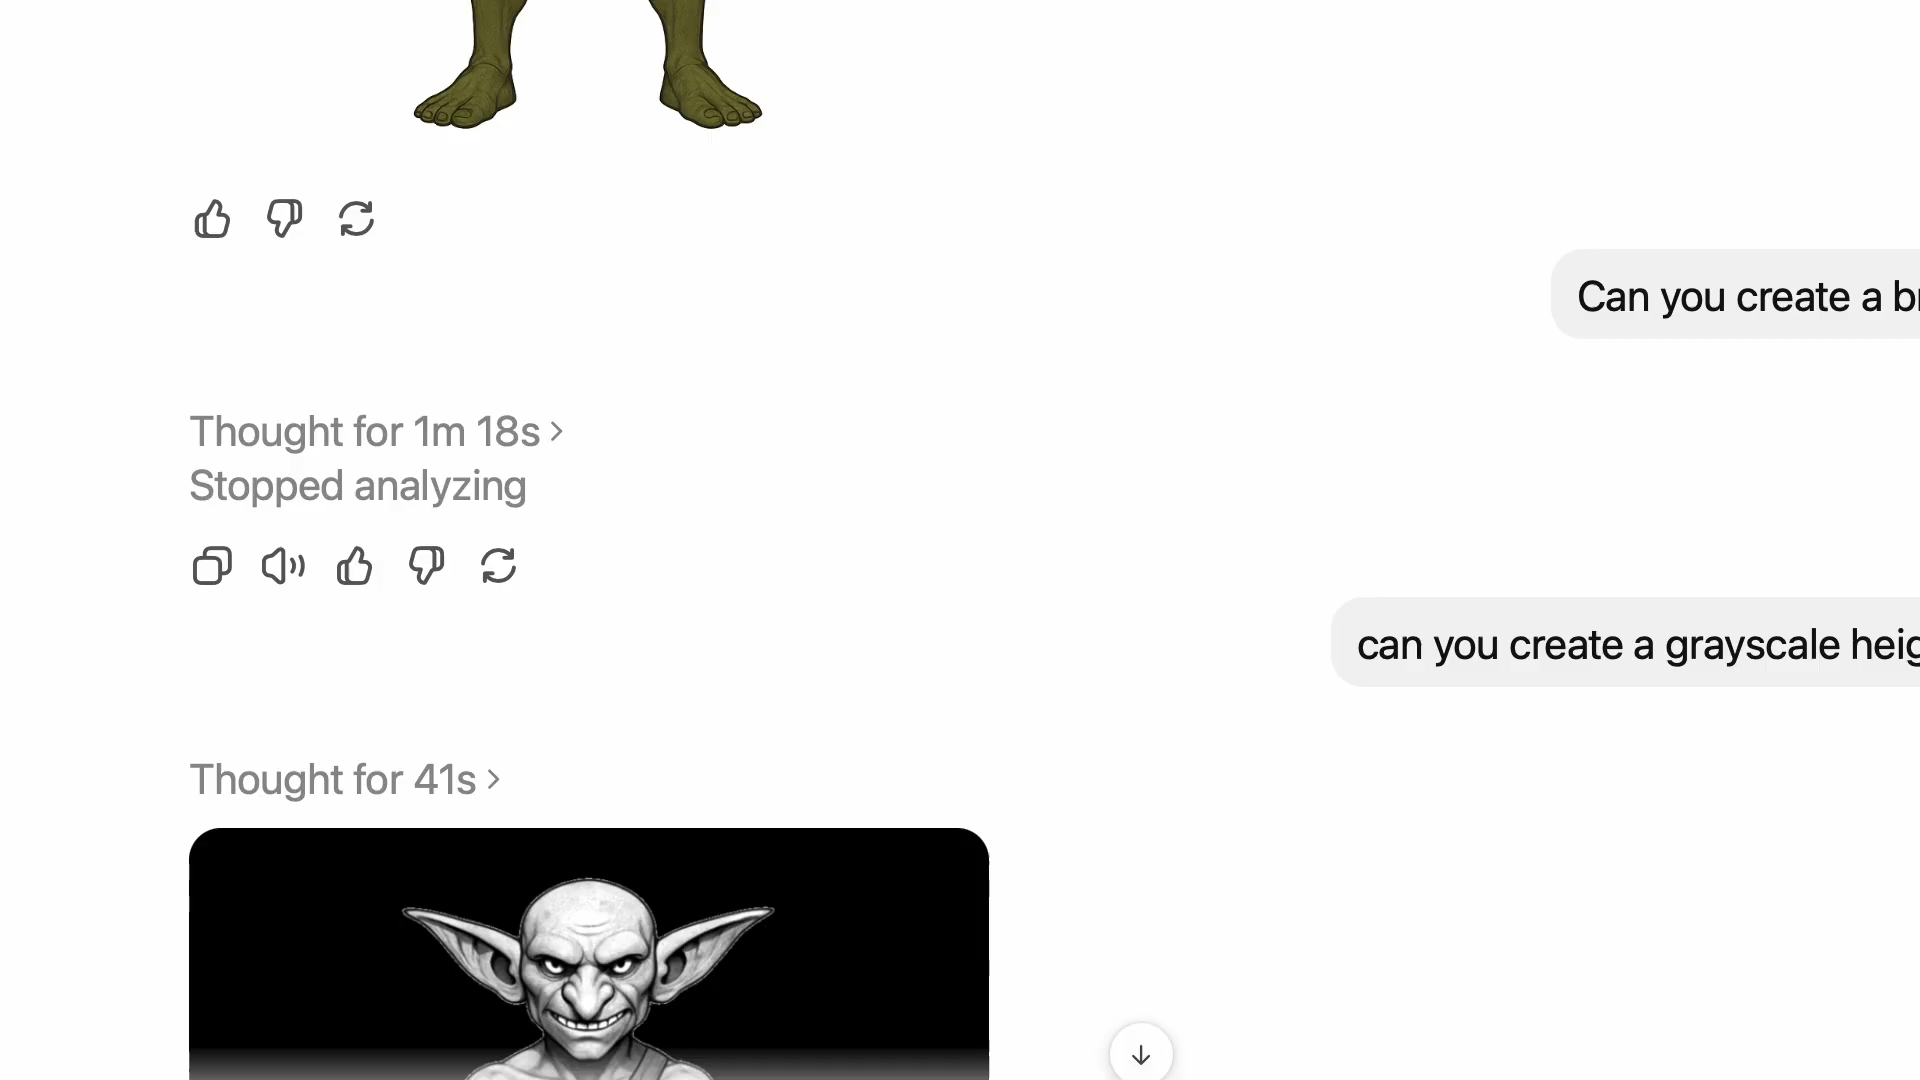 Can you create a
Thought for 1m 18s
Stopped analyzing
can you create a grayscale
Thought for 41s